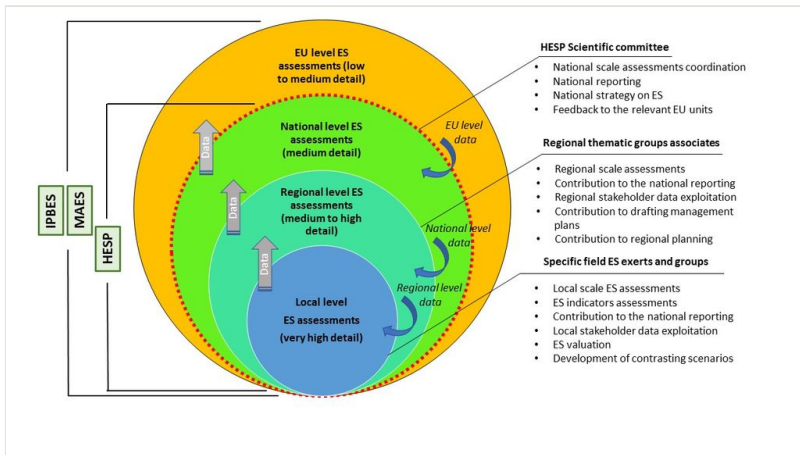 EU level ES
assessments (low
to medium detail)
National level ES
assessments
(medium detail)
Regional level ES
assessments
(medium to high
detail)
Local level
ES assessments
(very high detail)
Data
Data
Data
EU level
data
National level
data
Regional level
data
IPBES
MAES
HESP
HESP Scientific committee
• National scale assessments coordination
• National reporting
• National strategy on ES
• Feedback to the relevant EU units
Regional thematic groups associates
• Regional scale assessments
• Contribution to the national reporting
• Regional stakeholder data exploitation
• Contribution to drafting management
plans
• Contribution to regional planning
Specific field ES exerts and groups
• Local scale ES assessments
• ES indicators assessments
• Contribution to the national reporting
• Local stakeholder data exploitation
• ES valuation
• Development of contrasting scenarios